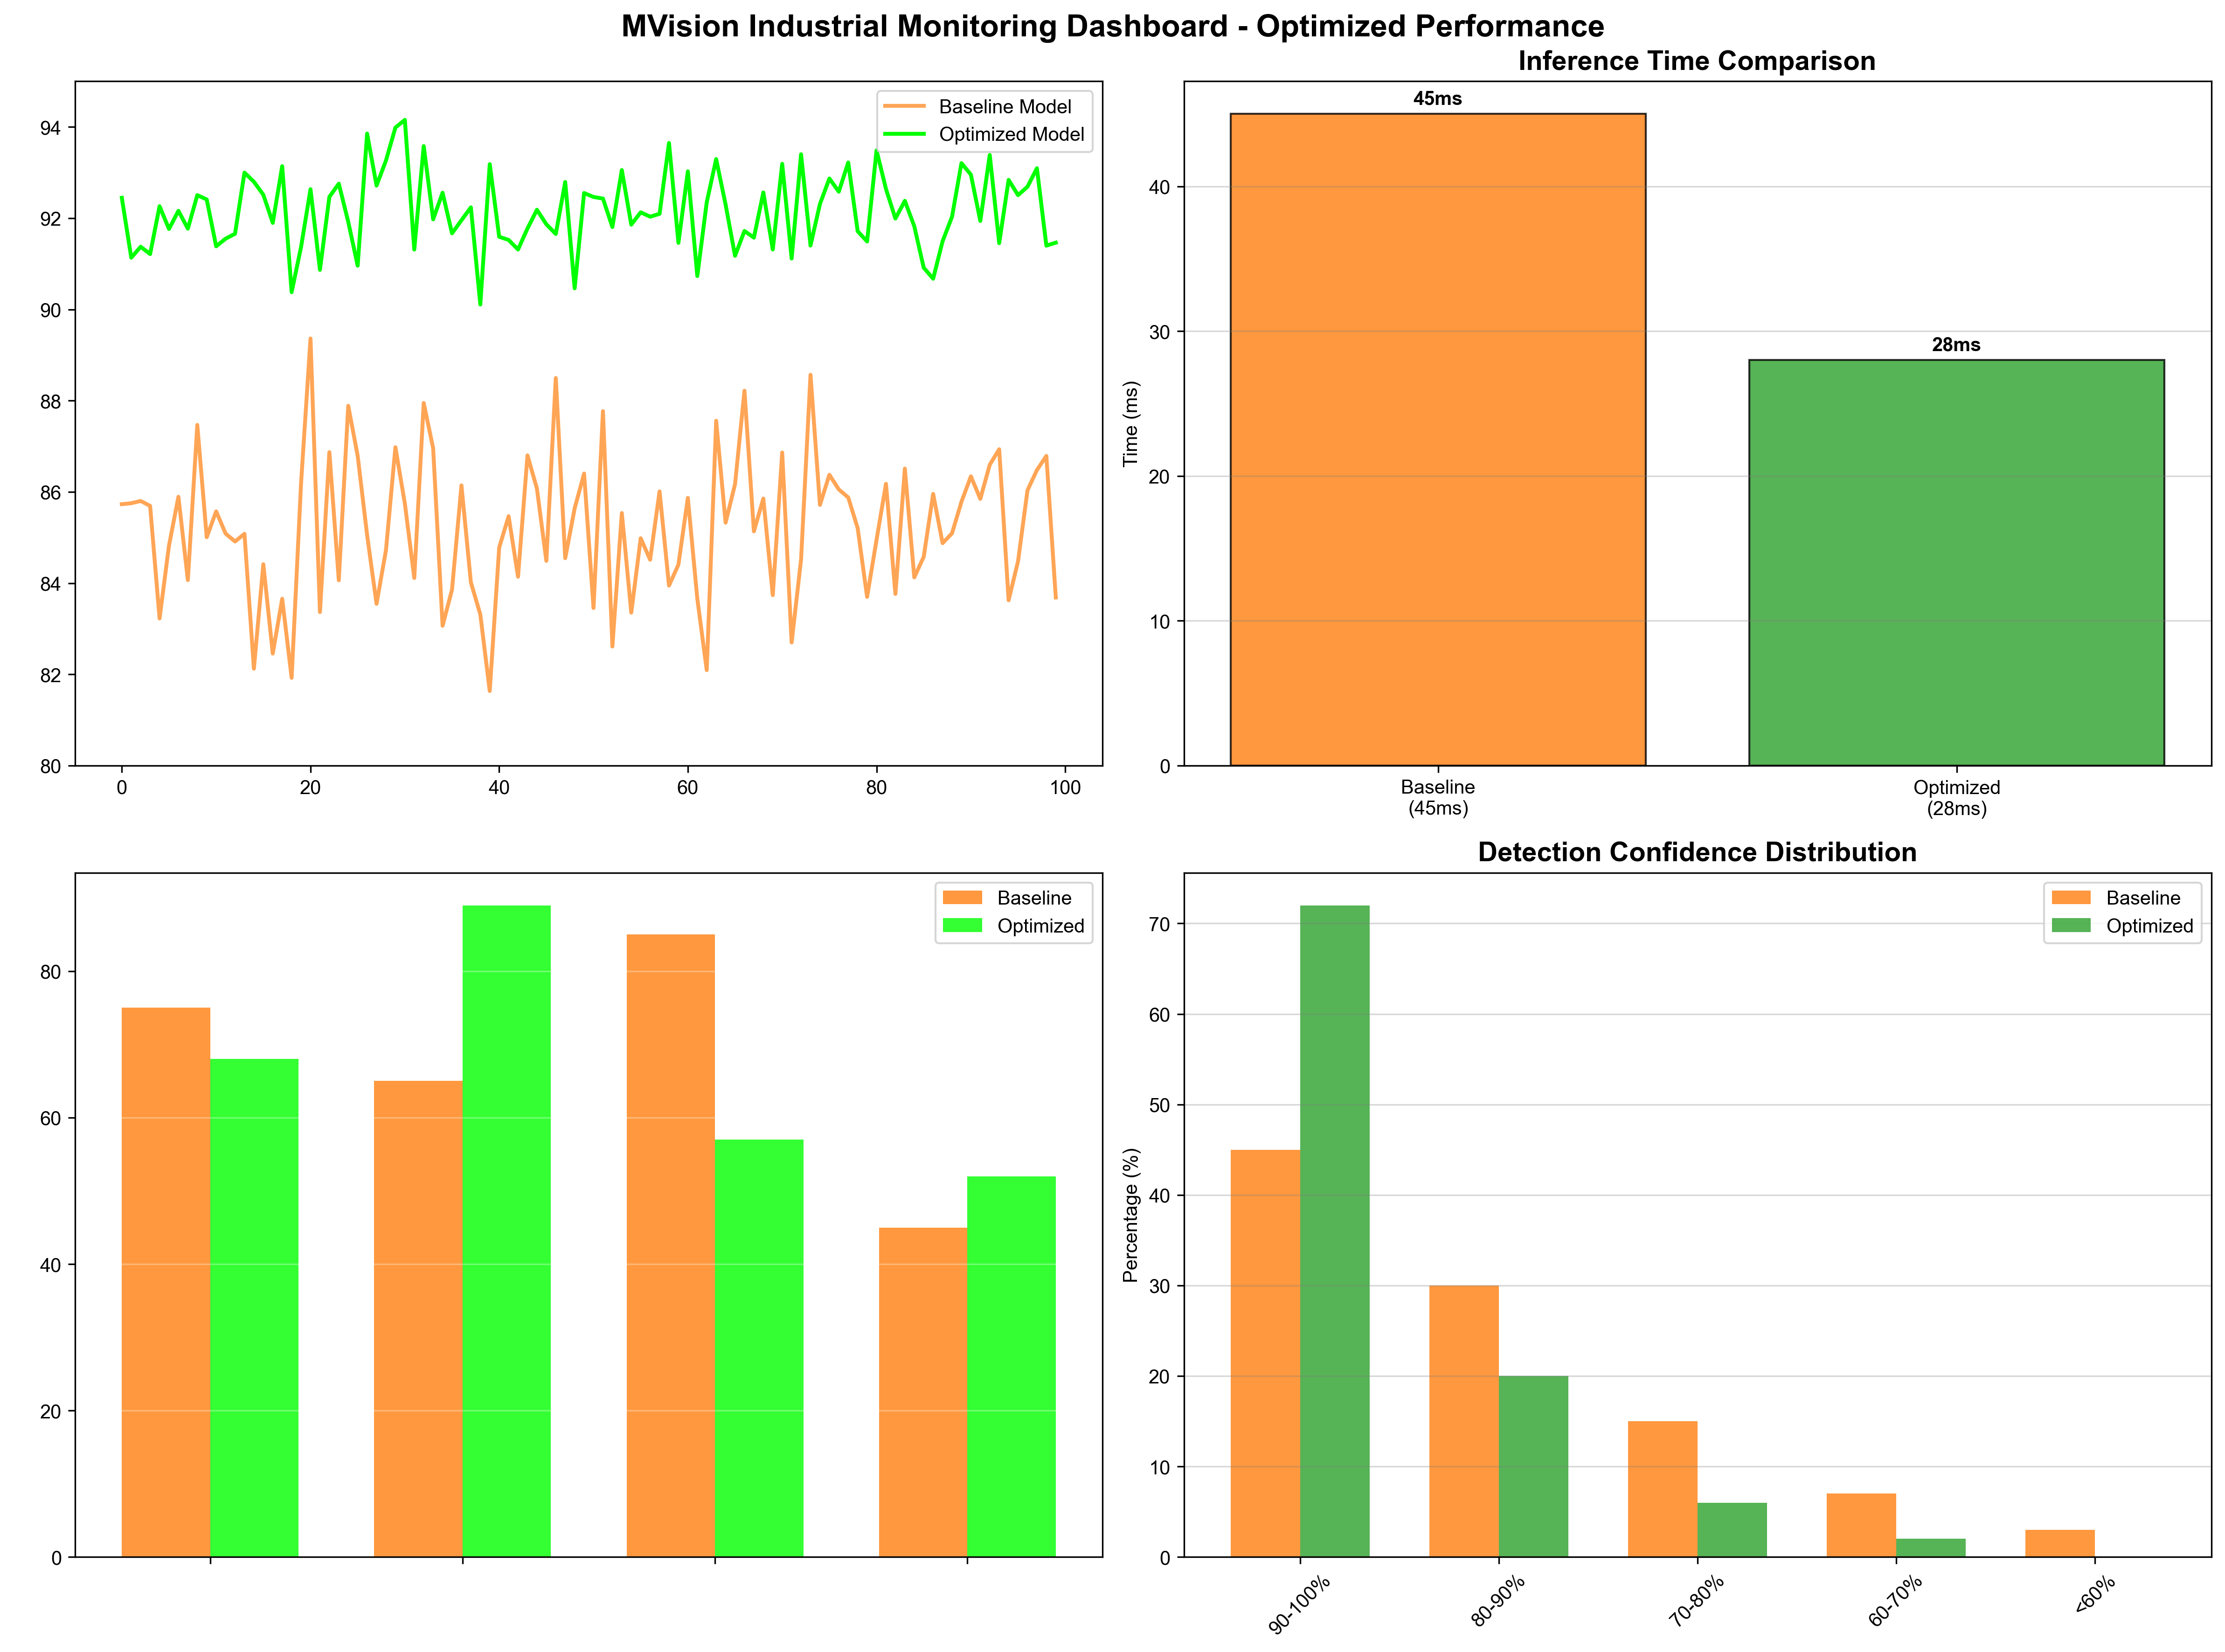 MVision Industrial Monitoring Dashboard - Optimized Performance
Baseline Model
Optimized Model
94
92
90
88
86
84
82
80
0
20
40
60
80
100
Inference Time Comparison
45ms
28ms
Time (ms)
40
30
20
10
0
Baseline
(45ms)
Optimized
(28ms)
Baseline
Optimized
80
60
40
20
0
Detection Confidence Distribution
Baseline
Optimized
Percentage (%)
70
60
50
40
30
20
10
0
90-100%
80-90%
70-80%
60-70%
<60%